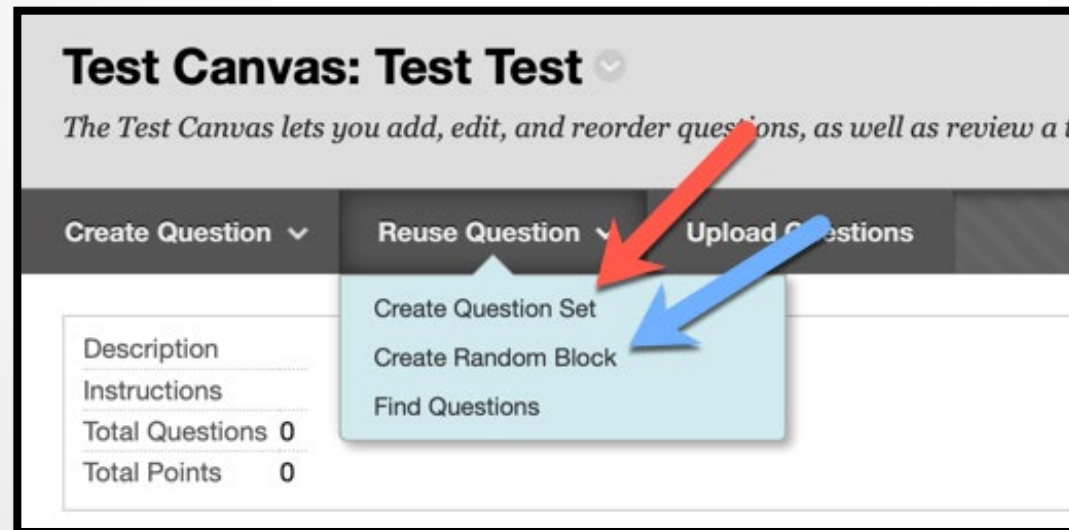 Test Canvas: Test Test
The Test Canvas lets you add, edit, and reorder questions, as well as review a
Create Question Reuse Question Upload Questions
Create Question Set
Create Random Block
Find Questions
Description
Instructions
Total Questions 0
Total Points 0